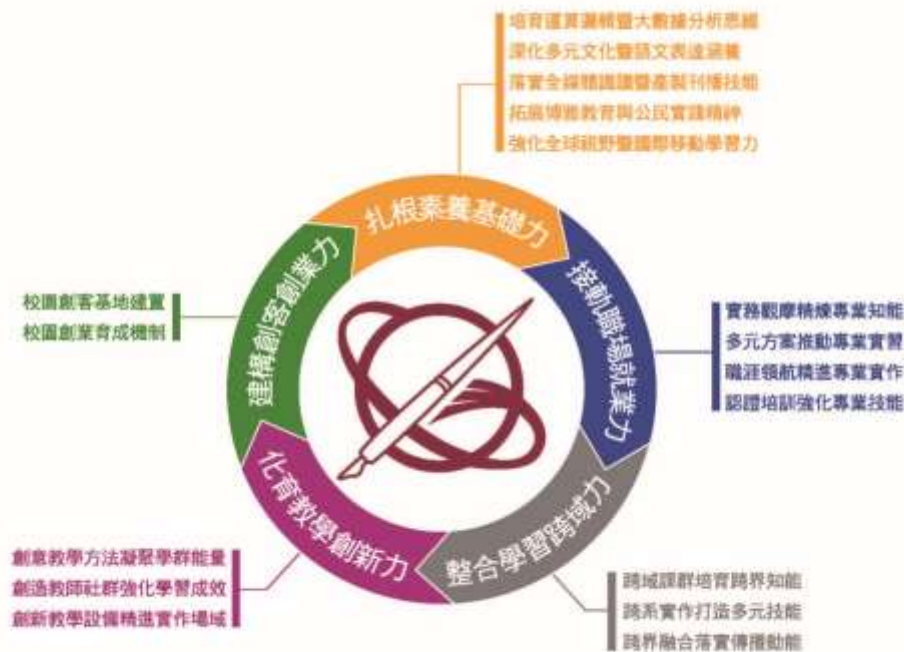 培育運算邏輯暨大數據分析思維
深化多元文化暨語文表達涵養
落實全媒體識讀暨產製刊播技能
拓展博雅教育與公民實踐精神
強化全球視野暨國際移動學習力
扎根素養基礎力
接軌職場就業力
實務觀摩精煉專業知能
多元方案推動專業實習
職涯領航精進專業實作
認證培訓強化專業技能
整合學習跨域力
跨域課群培育跨界知能
跨系實作打造多元技能
跨界融合落實傳播動能
化育教學創新力
創意教學方法凝聚學群能量
創造教師社群強化學習成效
創新教學設備精進實作場域
建構創客創業力
校園創客基地建置
校園創業育成機制